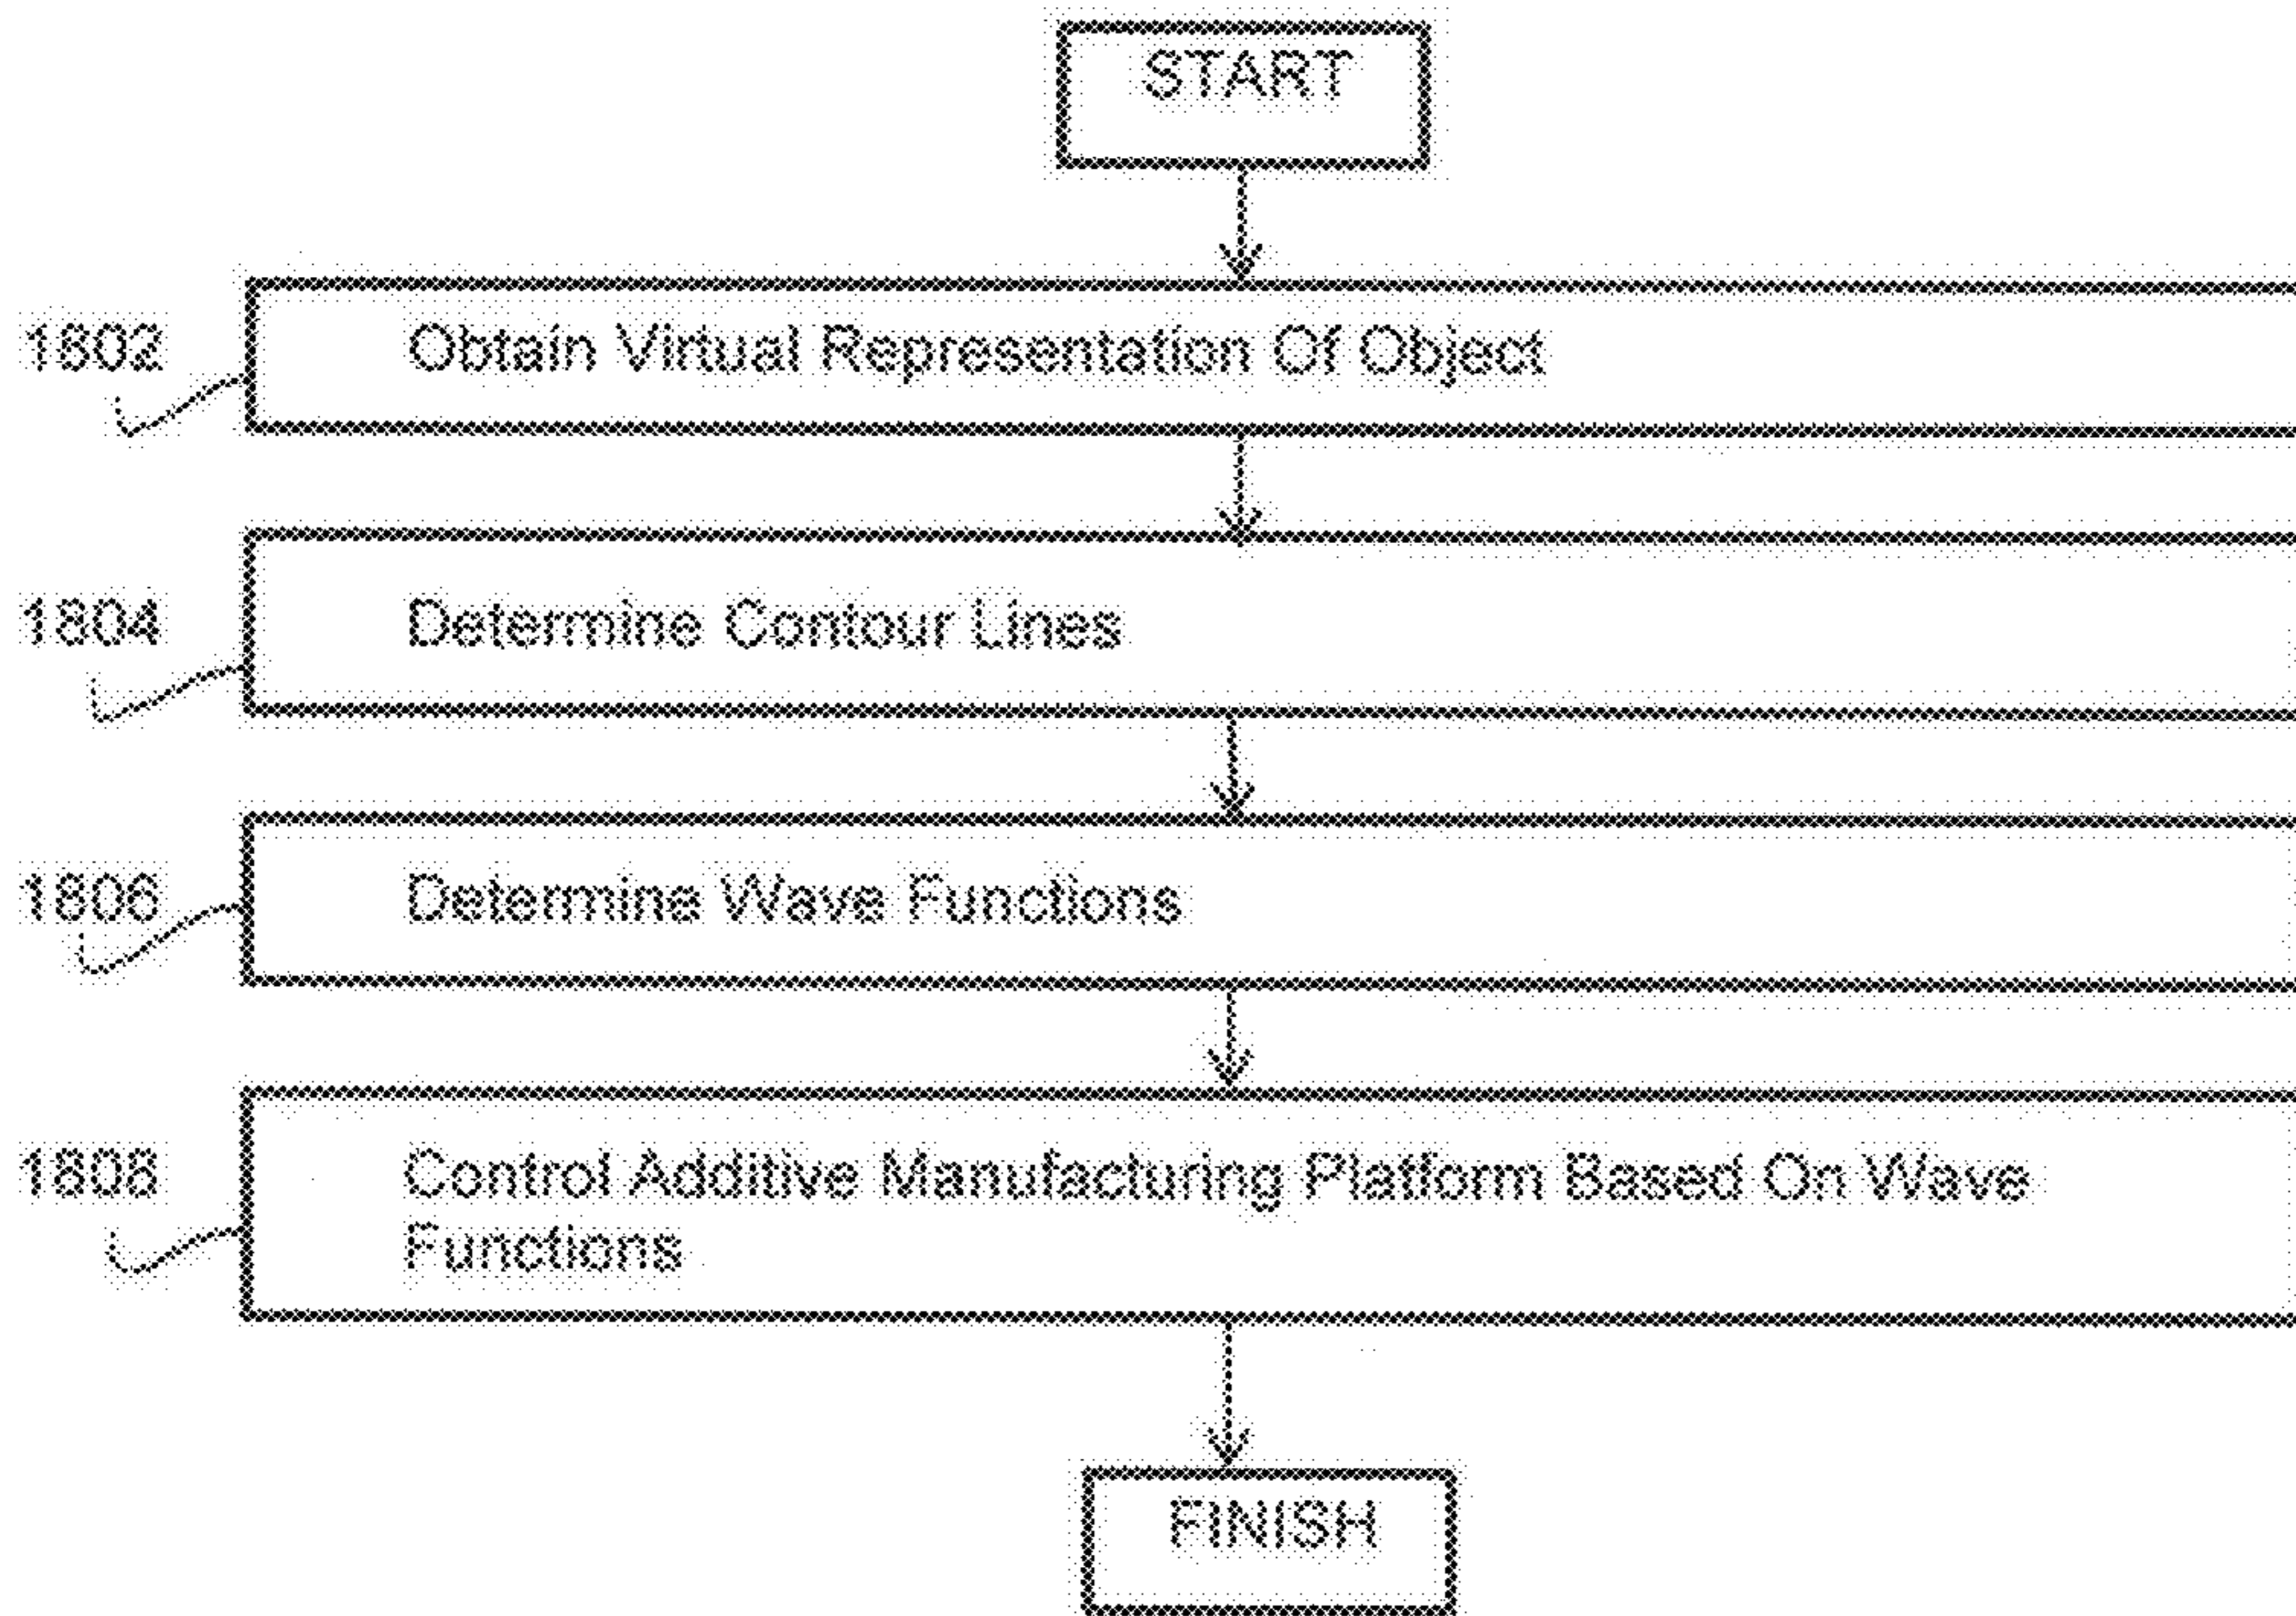 START
1802
Obtain Virtual Representation Of Object
1804
Determine Contour Lines
1806
Determine Wave Functions
1808
Control Additive Manufacturing Platform Based On Wave
Functions
FINISH